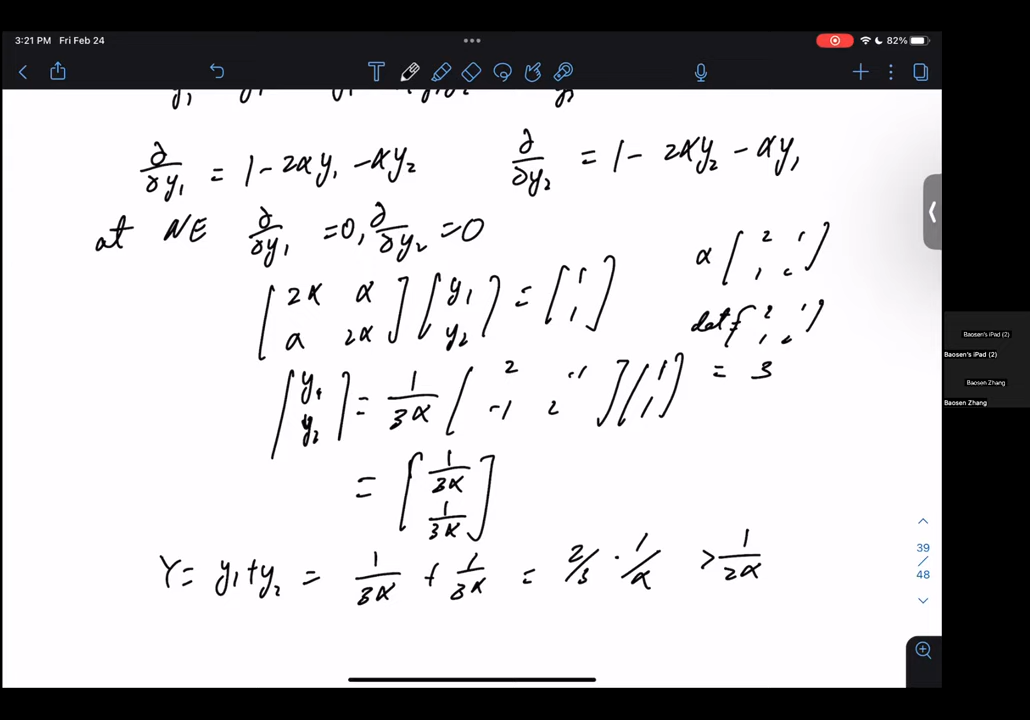 3:21 PM Fri Feb 24
82%
∂/∂y₁ = 1 - 2αy₁ - αy₂    ∂/∂y₂ = 1 - 2αy₂ - αy₁
at NE ∂/∂y₁ = 0, ∂/∂y₂ = 0
[2α α; a 2α] [y₁; y₂] = [1; 1]
α [2 1; 1 2]
det [2 1; 1 2]
= 3
[y₁; y₂] = 1/3α [2 -1; -1 2] [1; 1]
= [1/3α; 1/3α]
Y = y₁ + y₂ = 1/3α + 1/3α = 2/3 · 1/α > 1/2α
39
/
48
Baosen's iPad (2)
Baosen's iPad (2)
Baosen Zhang
Baosen Zhang